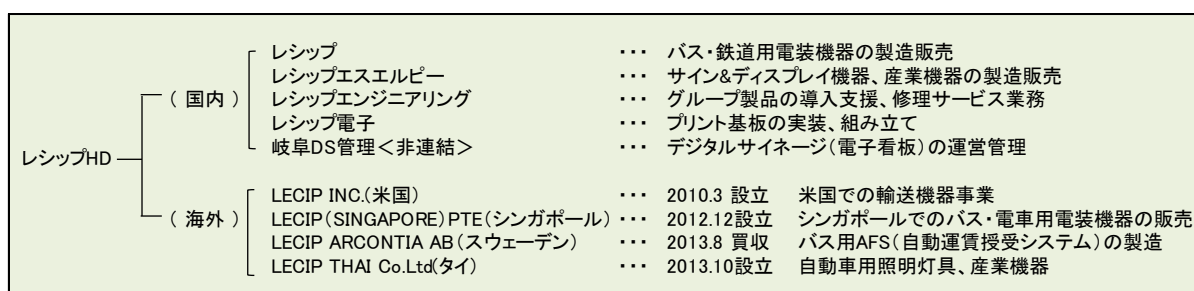 レシップ ・・・ バス・鉄道用電装機器の製造販売
レシップエスエルピー ・・・ サイン&ディスプレイ機器、産業機器の製造販売
(国内) レシップエンジニアリング ・・・ グループ製品の導入支援、修理サービス業務
レシップ電子 ・・・ プリント基板の実装、組み立て
岐阜DS管理<非連結> ・・・ デジタルサイネージ(電子看板)の運営管理
レシップHD
LECIP INC.(米国) ・・・ 2010.3 設立 米国での輸送機器事業
(海外) LECIP(SINGAPORE)PTE(シンガポール) ・・・ 2012.12設立 シンガポールでのバス・電車用電装機器の販売
LECIP ARCONTIA AB(スウェーデン) ・・・ 2013.8 買収 バス用AFS(自動運賃授受システム)の製造
LECIP THAI Co.Ltd(タイ) ・・・ 2013.10設立 自動車用照明灯具、産業機器